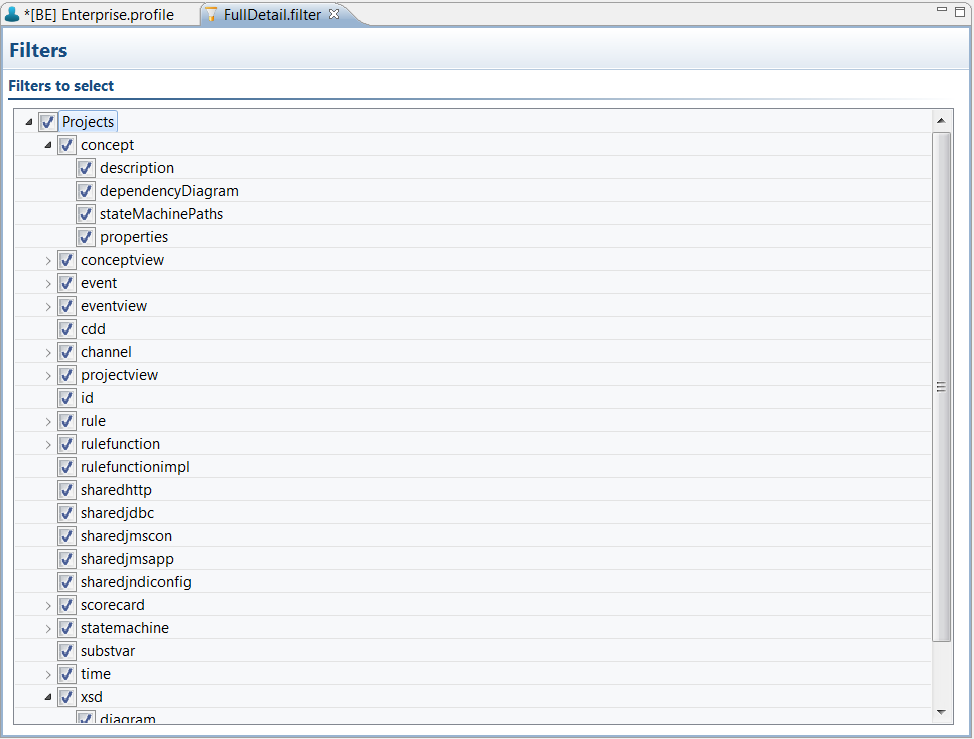 *[BE] Enterprise.profile
FullDetail.filter
Filters
Filters to select
Projects
concept
description
dependencyDiagram
stateMachinePaths
properties
conceptview
event
eventview
cdd
channel
projectview
id
rule
rulefunction
rulefunctionimpl
sharedhttp
sharedjdbc
sharedjmscon
sharedjmsapp
sharedjndiconfig
scorecard
statemachine
substvar
time
xsd
diagram